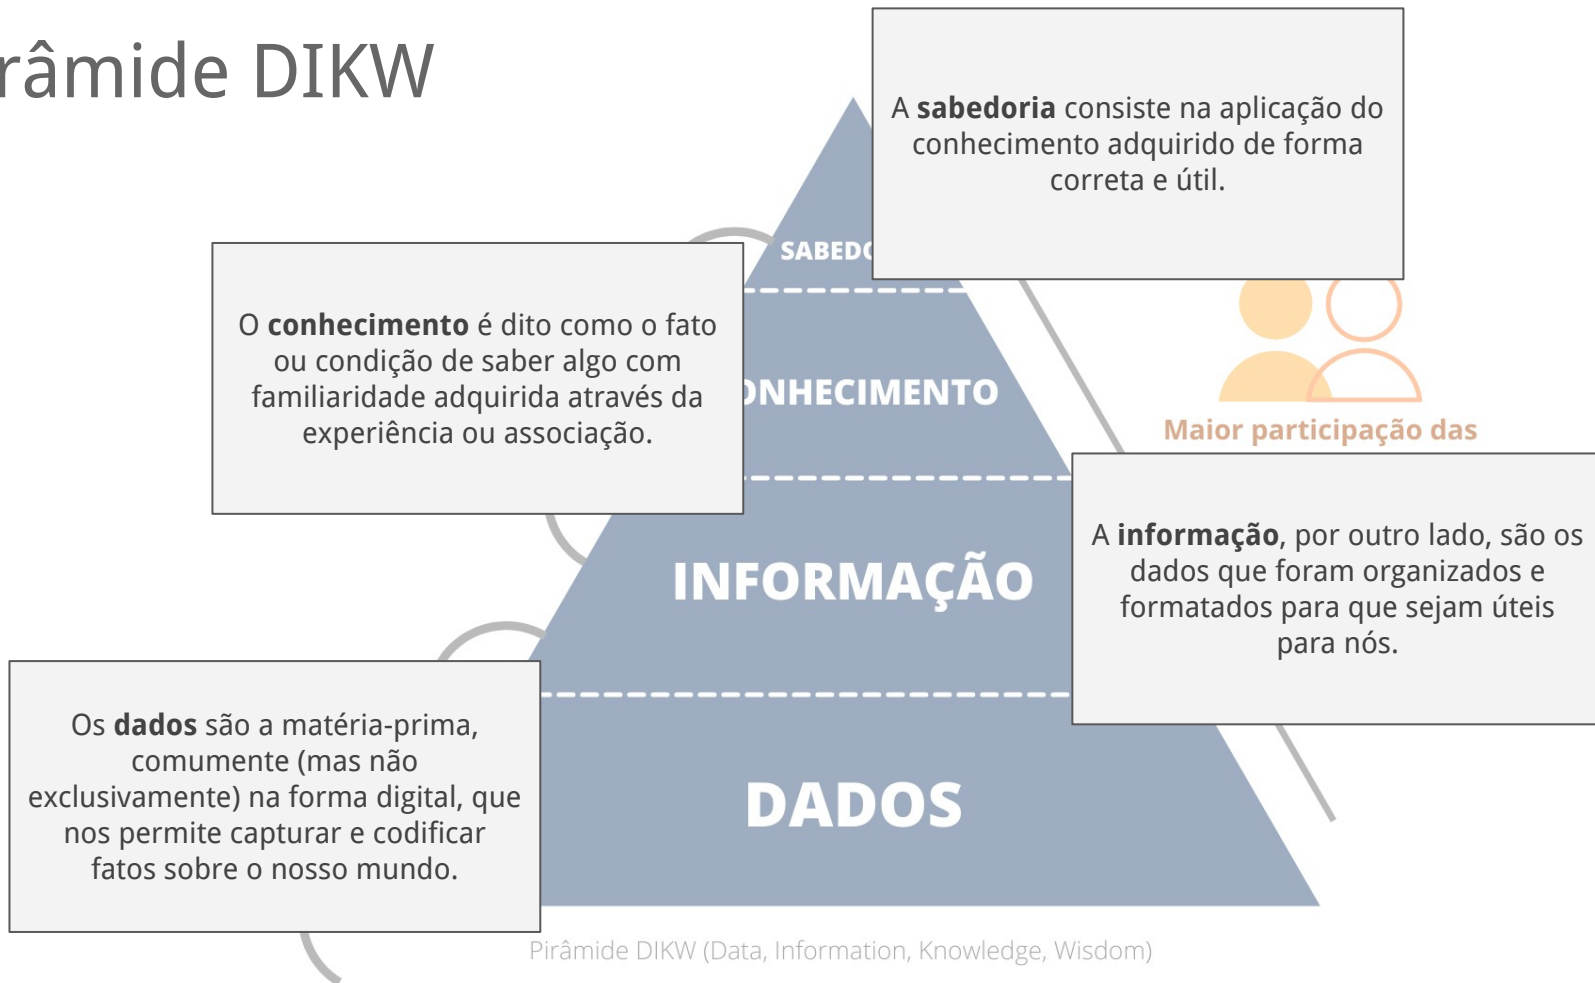 râmide DIKW
A sabedoria consiste na aplicação do
conhecimento adquirido de forma
correta e útil.
SABEDO
O conhecimento é dito como o fato
ou condição de saber algo com
familiaridade adquirida através da
experiência ou associação.
ONHECIMENTO
Maior participação das
INFORMAÇÃO
A informação, por outro lado, são os
dados que foram organizados e
formatados para que sejam úteis
para nós.
Os dados são a matéria-prima,
comumente (mas não
exclusivamente) na forma digital, que
nos permite capturar e codificar
fatos sobre o nosso mundo.
DADOS
Pirâmide DIKW (Data, Information, Knowledge, Wisdom)